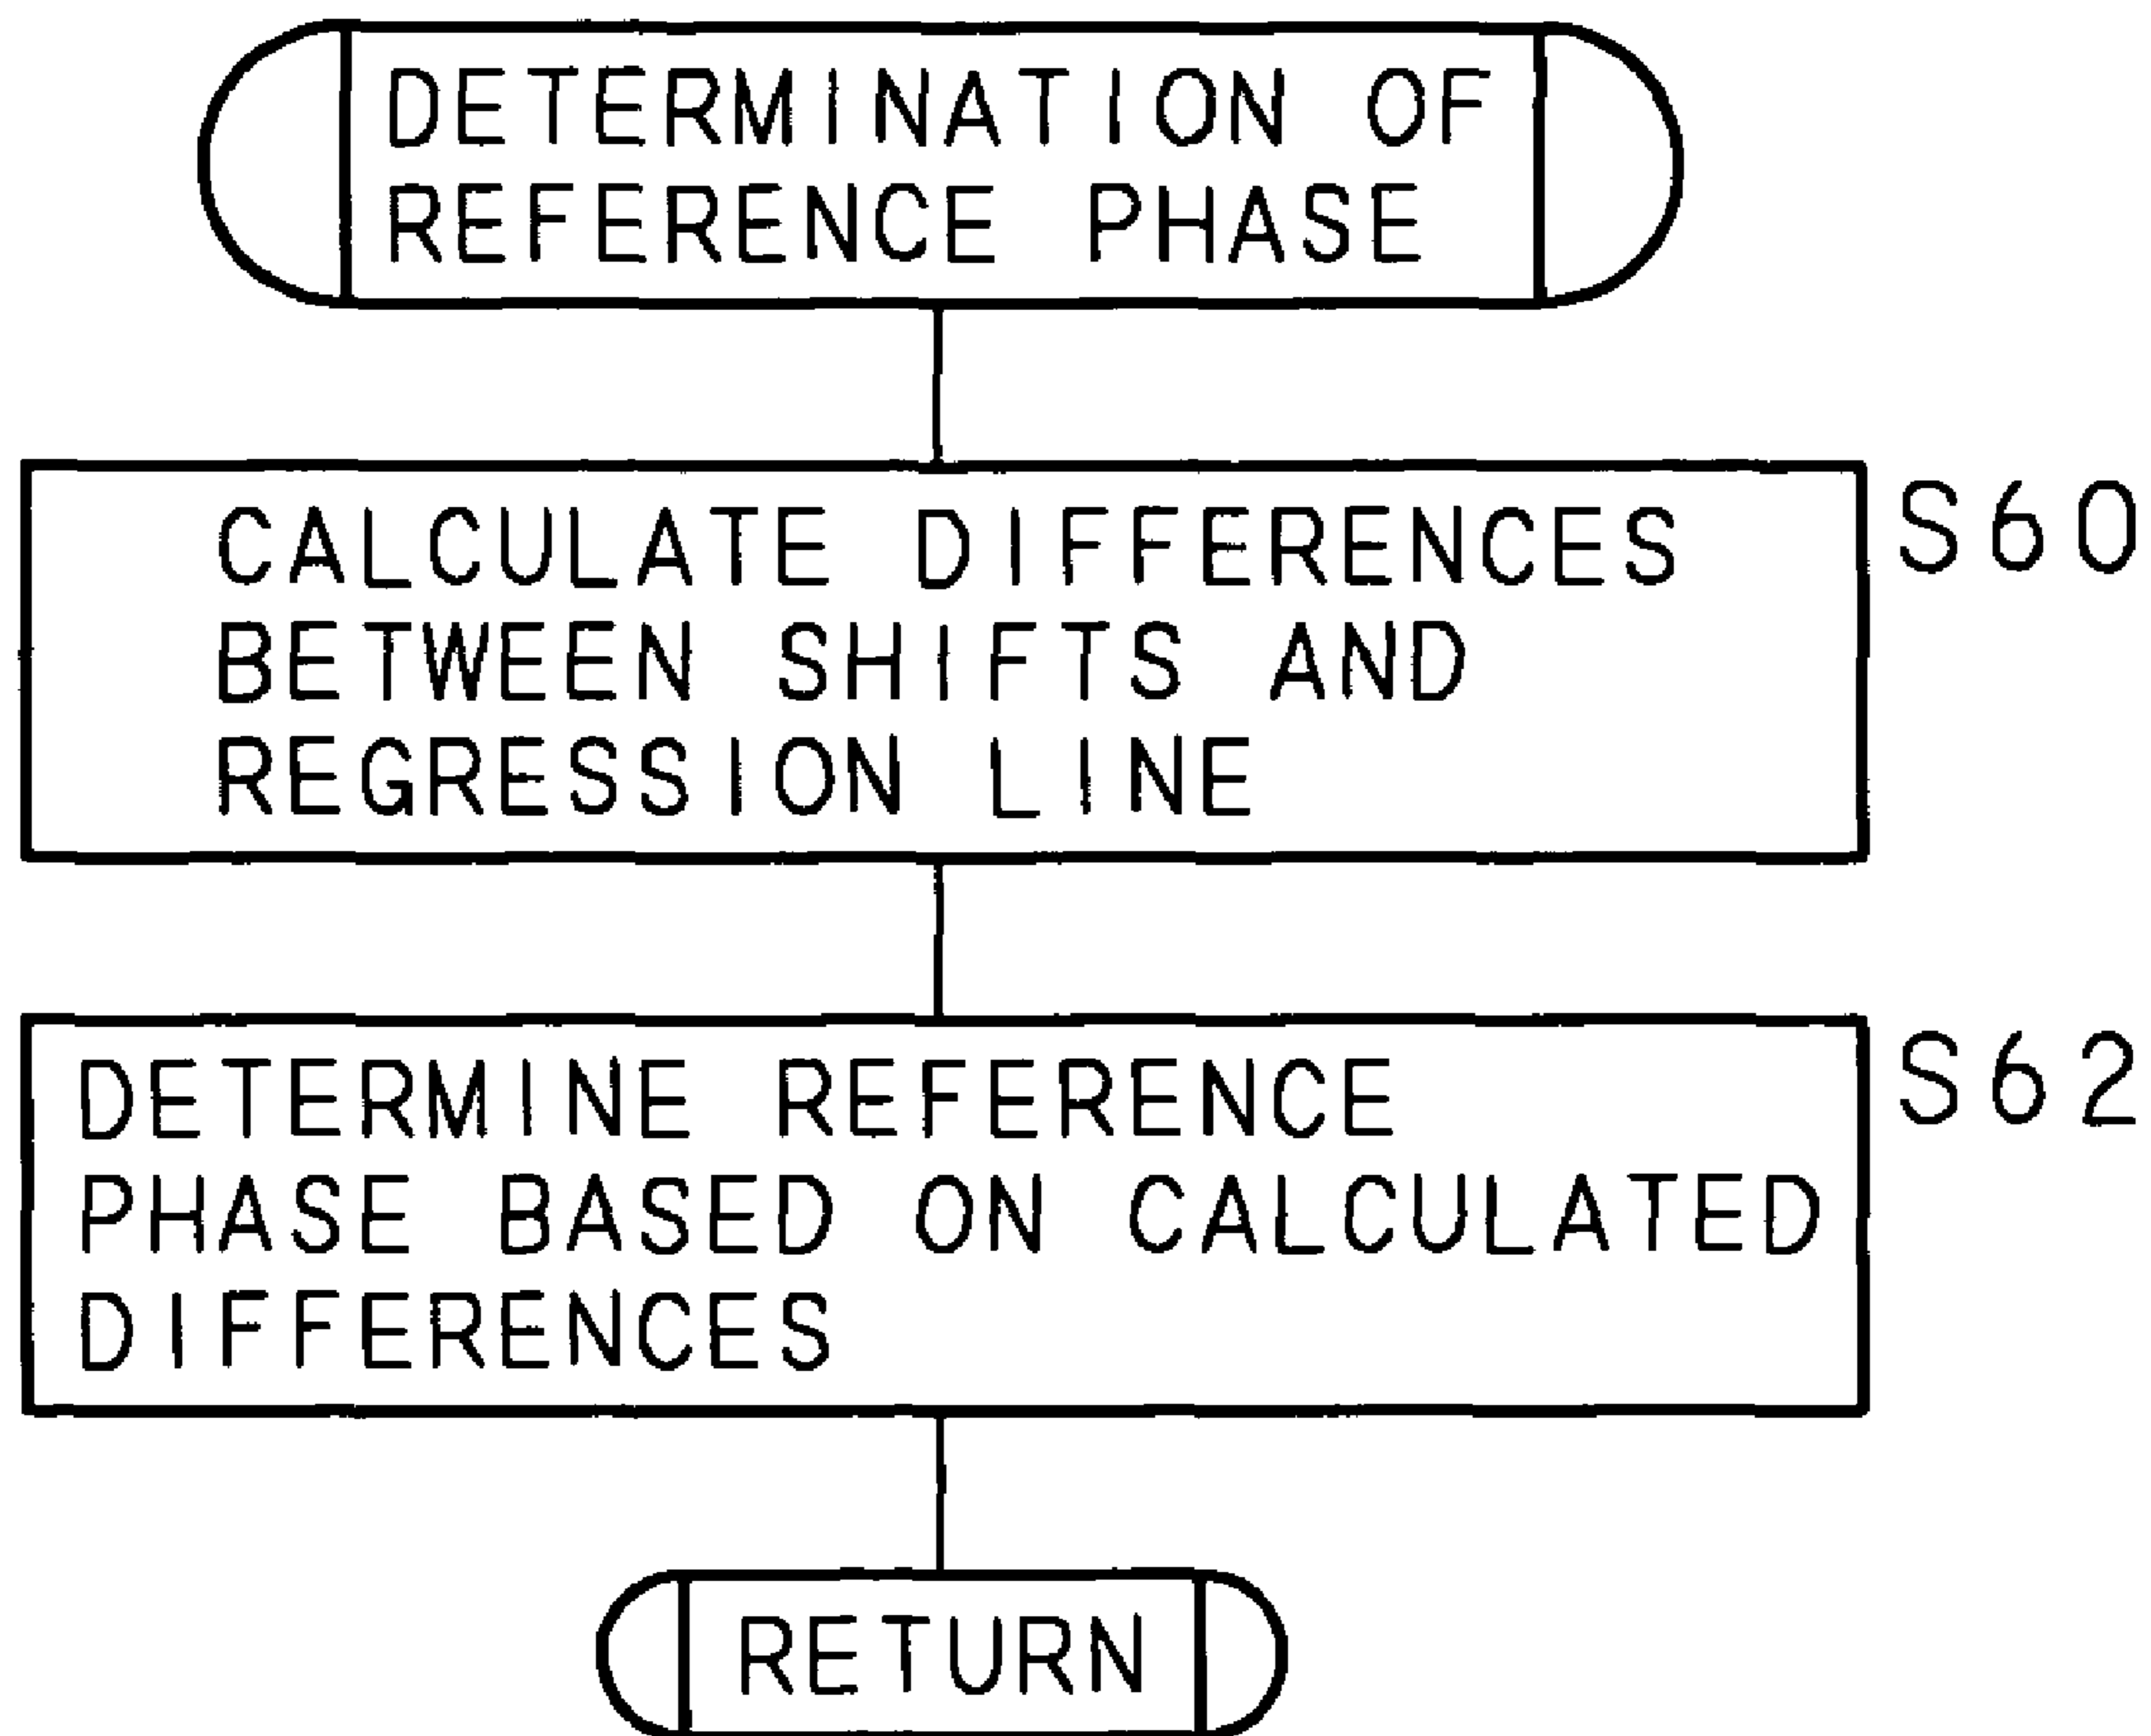 DETERMINATION OF
REFERENCE PHASE
CALCULATE DIFFERENCES
BETWEEN SHIFTS AND
REGRESSION LINE
S60
DETERMINE REFERENCE
PHASE BASED ON CALCULATED
DIFFERENCES
S62
RETURN